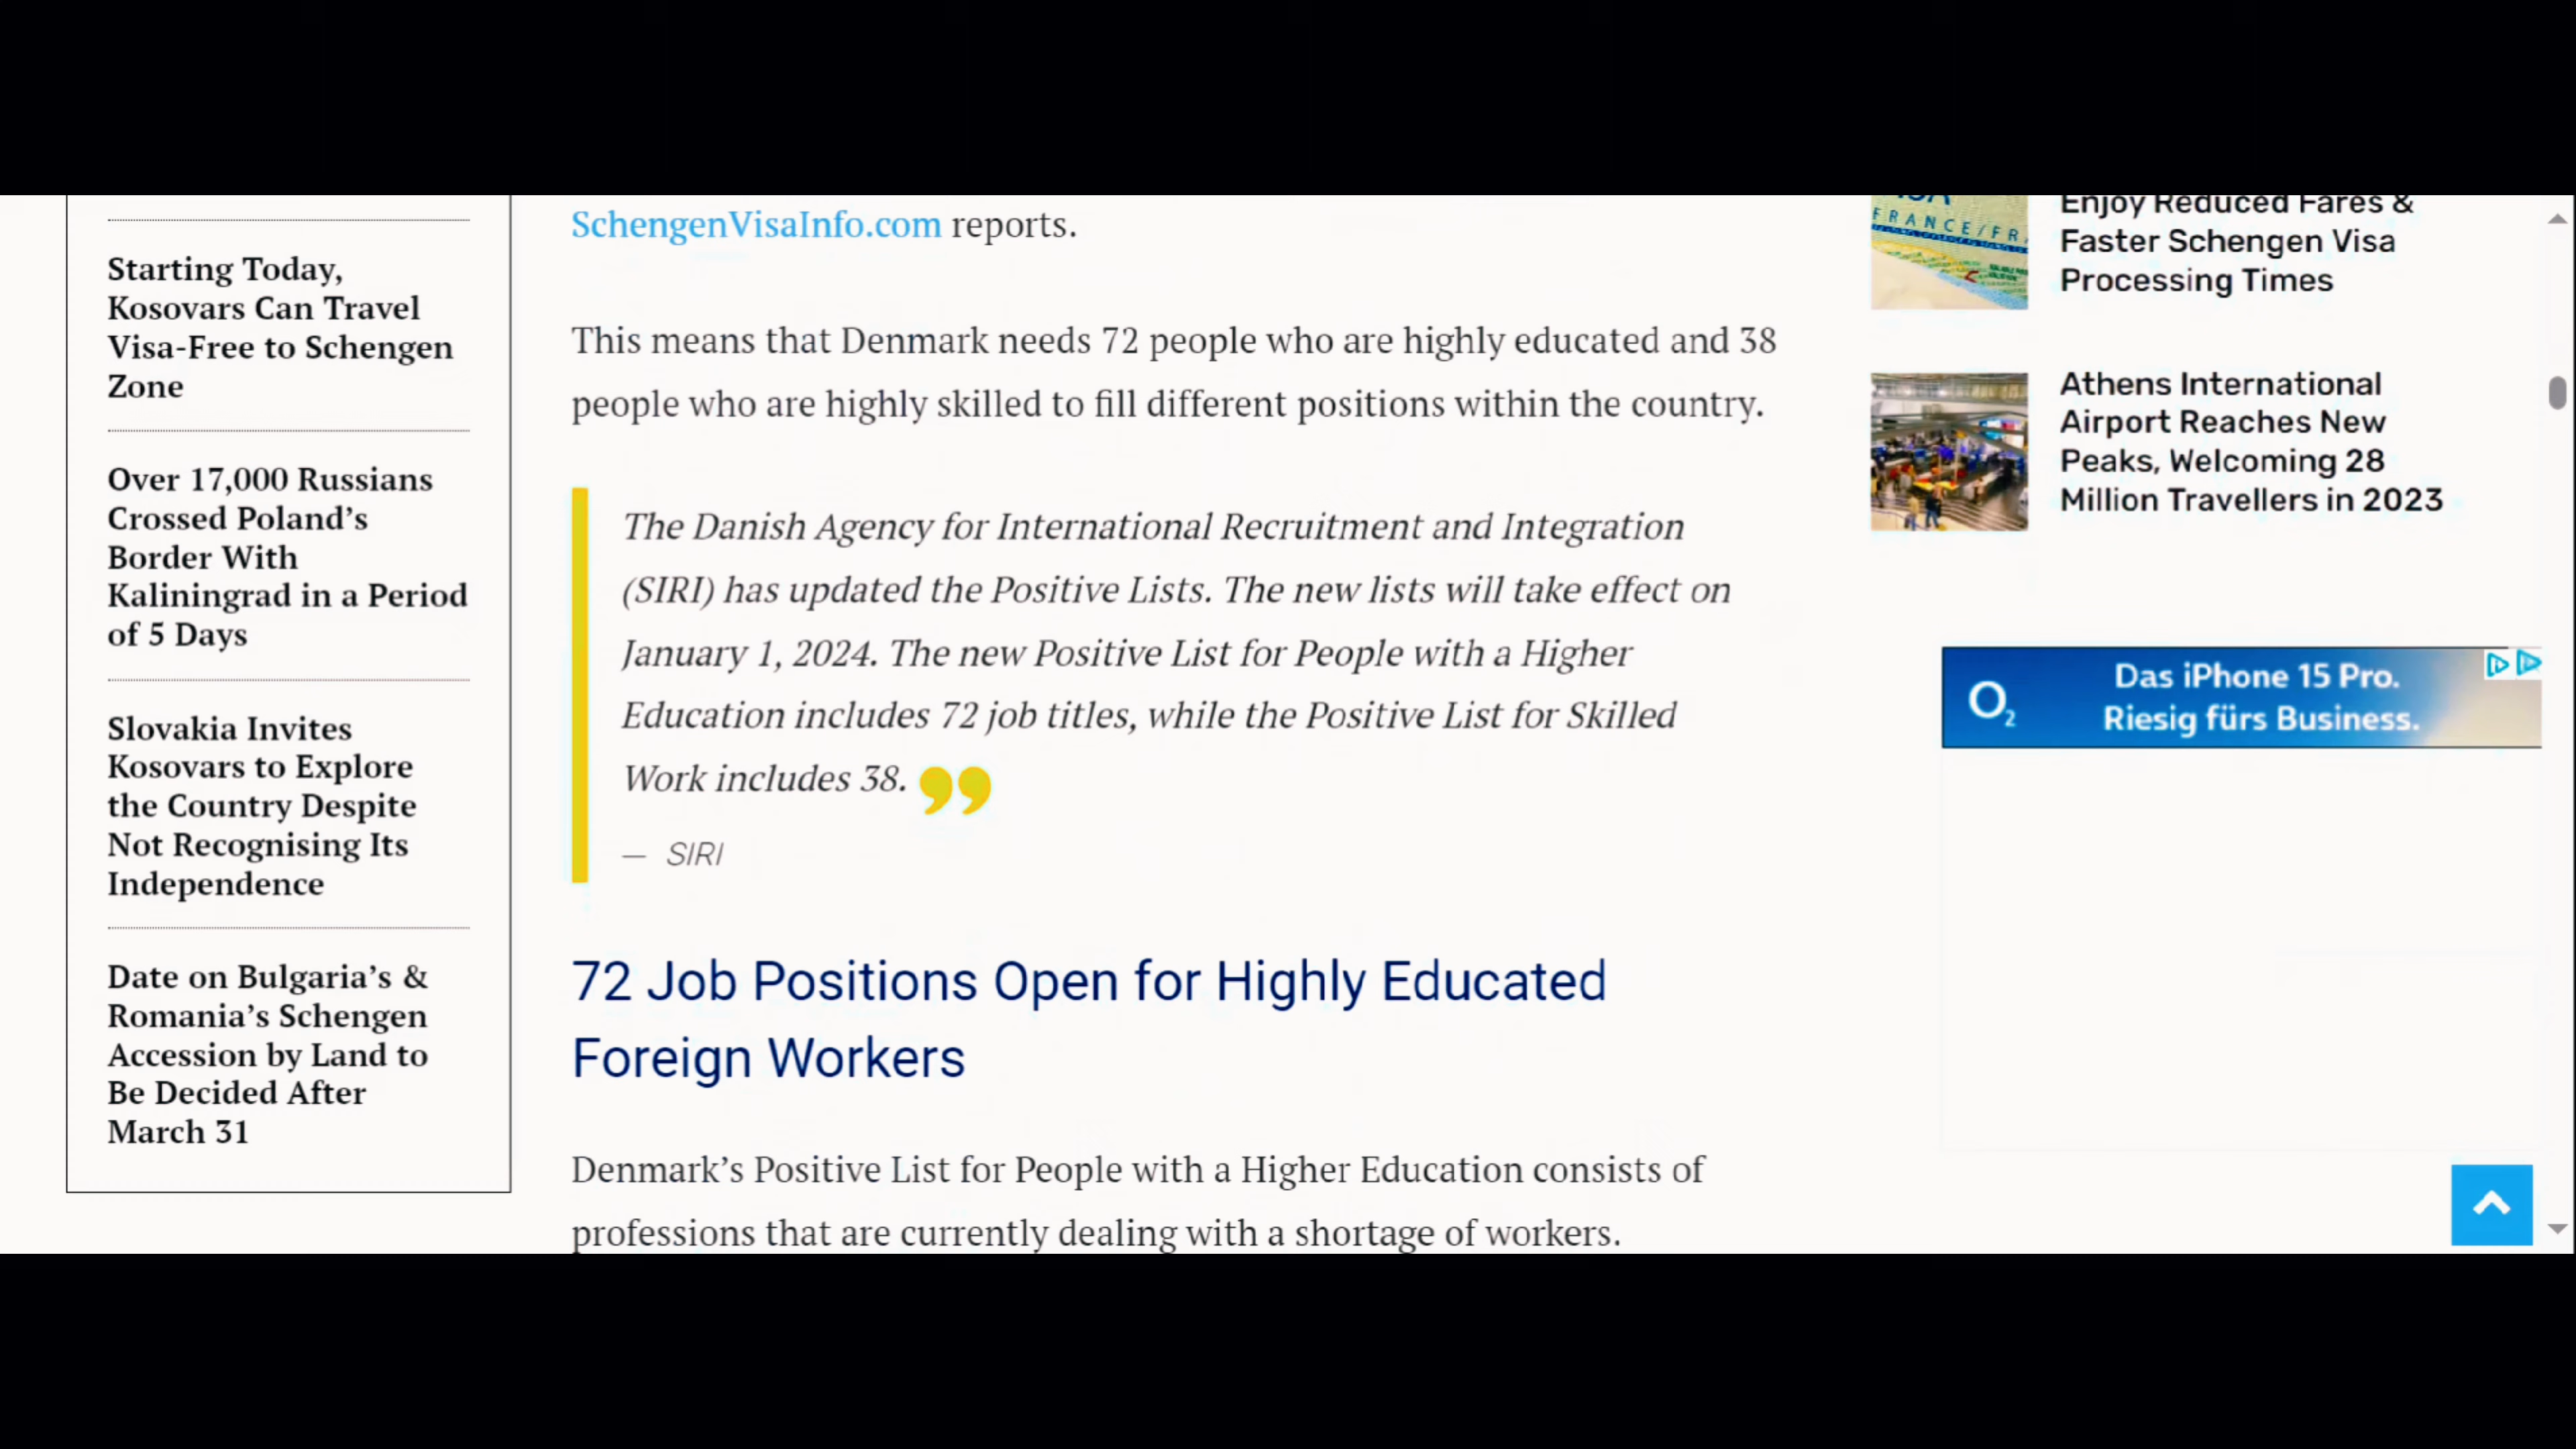 Starting Today,
Kosovars Can Travel
Visa-Free to Schengen
Zone
Over 17,000 Russians
Crossed Poland's
Border With
Kaliningrad in a Period
of 5 Days
Slovakia Invites
Kosovars to Explore
the Country Despite
Not Recognising Its
Independence
Date on Bulgaria's &
Romania's Schengen
Accession by Land to
Be Decided After
March 31
SchengenVisaInfo.com reports.
This means that Denmark needs 72 people who are highly educated and 38
people who are highly skilled to fill different positions within the country.
The Danish Agency for International Recruitment and Integration
(SIRI) has updated the Positive Lists. The new lists will take effect on
January 1, 2024. The new Positive List for People with a Higher
Education includes 72 job titles, while the Positive List for Skilled
Work includes 38. ”
— SIRI
72 Job Positions Open for Highly Educated
Foreign Workers
Denmark's Positive List for People with a Higher Education consists of
professions that are currently dealing with a shortage of workers.
FRANCE/FR
Enjoy Reduced Fares &
Faster Schengen Visa
Processing Times
Athens International
Airport Reaches New
Peaks, Welcoming 28
Million Travellers in 2023
O2
Das iPhone 15 Pro.
Riesig fürs Business.